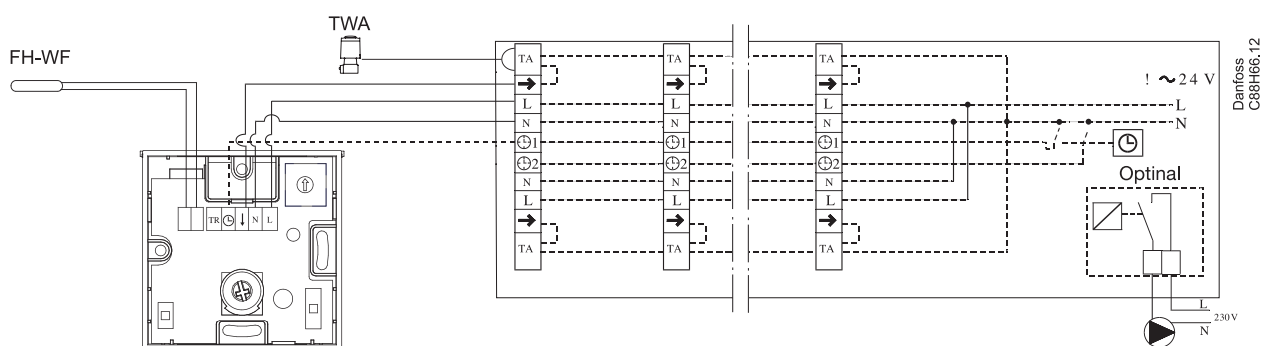 FH-WF
TWA
TR N L
TA
L
N
1
2
N
L
TA
TA
L
N
1
2
N
L
TA
TA
L
N
1
2
N
L
TA
! ~24 V
L
N
Optinal
L
230V
N
Danfoss
C88H66.12